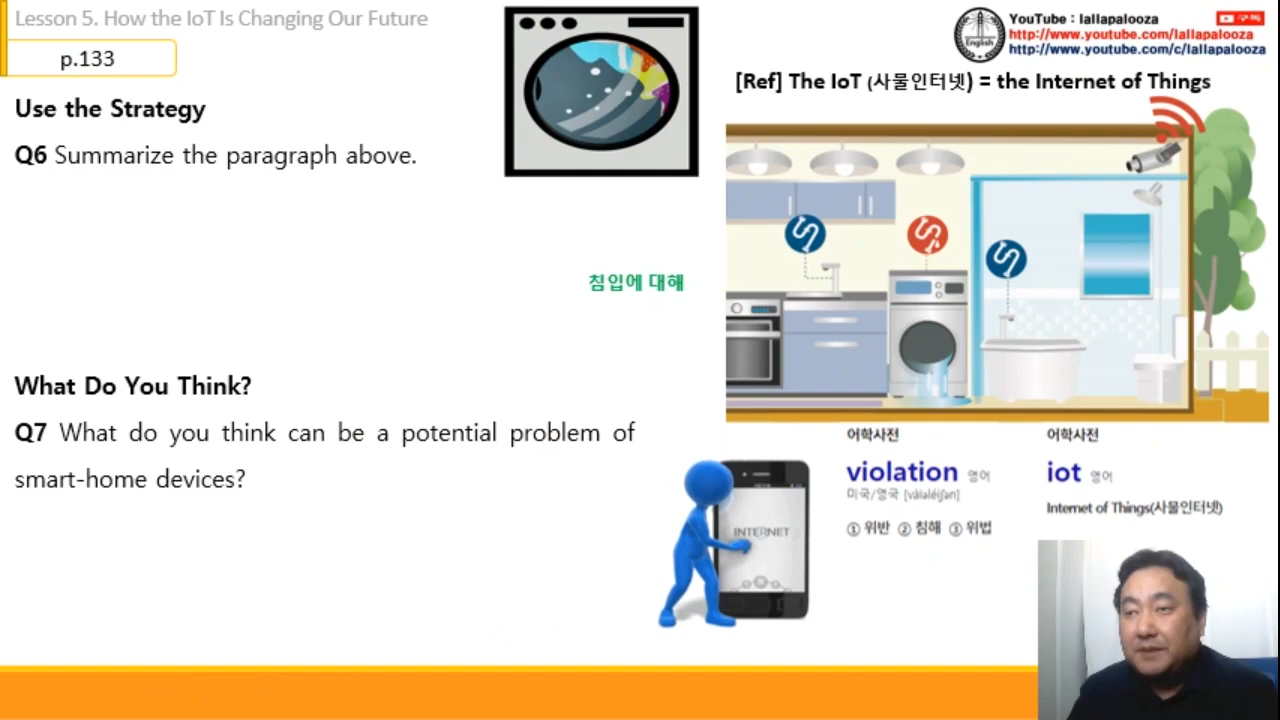 Lesson 5. How the IoT Is Changing Our Future
p.133
Use the Strategy
Q6 Summarize the paragraph above.
침입에 대해
What Do You Think?
Q7 What do you think can be a potential problem of
smart-home devices?
English
YouTube : lallapalooza
구독
http://www.youtube.com/lallapalooza
http://www.youtube.com/c/lallapalooza
[Ref] The IoT (사물인터넷) = the Internet of Things
INTERNET
어학사전
violation 영어
미국/영국 [vàiəléiʃən]
① 위반 ② 침해 ③ 위법
어학사전
iot 영어
Internet of Things(사물인터넷)